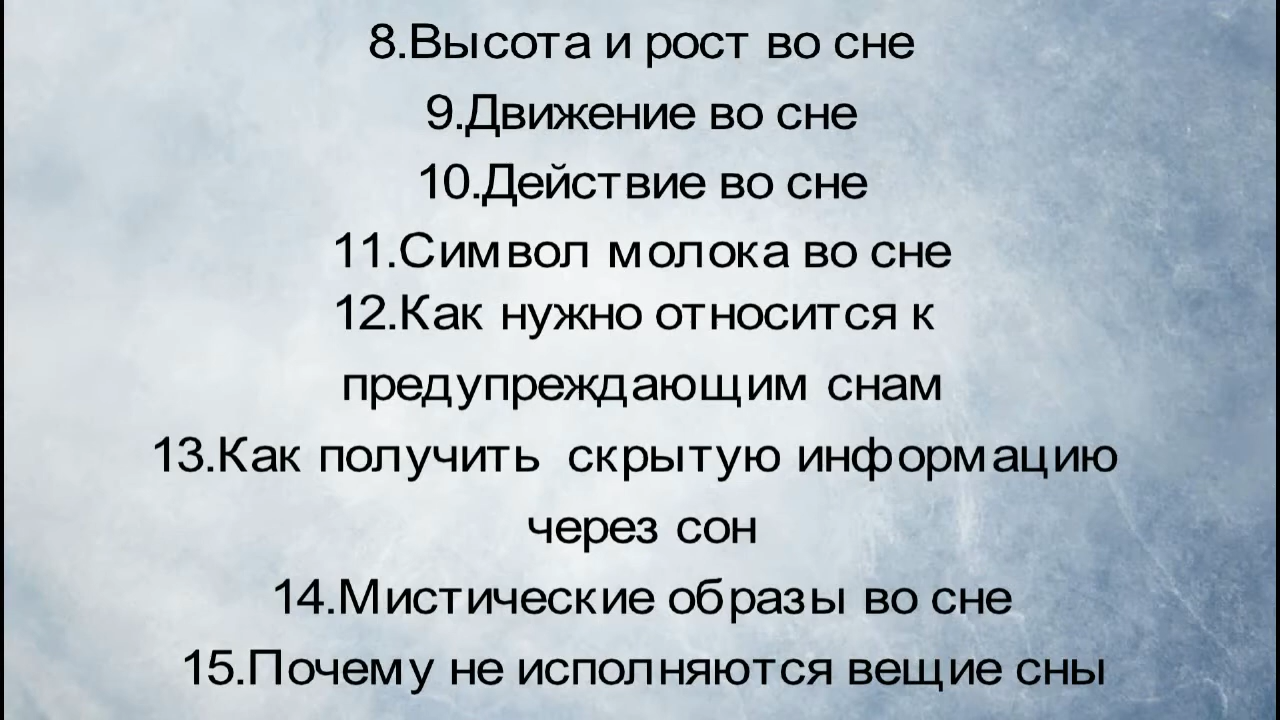 8.Высота и рост во сне
9.Движение во сне
10.Действие во сне
11.Символ молока во сне
12.Как нужно относится к
предупреждающим снам
13.Как получить скрытую информацию
через сон
14.Мистические образы во сне
15.Почему не исполняются вещие сны